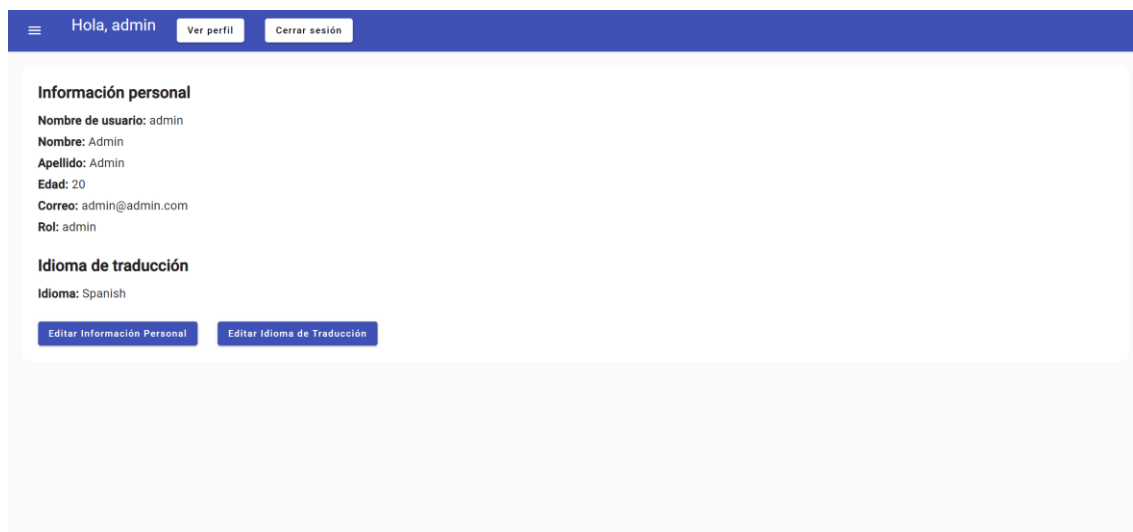 Hola, admin
Ver perfil
Cerrar sesión
Información personal
Nombre de usuario: admin
Nombre: Admin
Apellido: Admin
Edad: 20
Correo: admin@admin.com
Rol: admin
Idioma de traducción
Idioma: Spanish
Editar Información Personal
Editar Idioma de Traducción